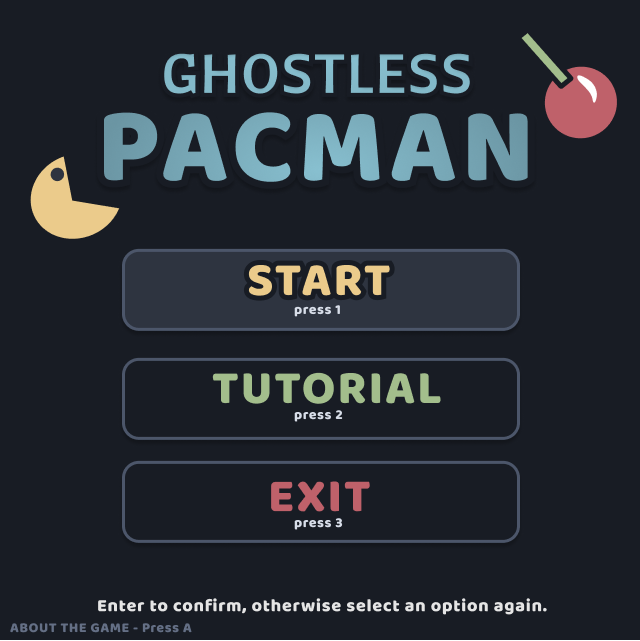 GHOSTLESS
PACMAN
START
press 1
TUTORIAL
press 2
EXIT
press 3
Enter to confirm, otherwise select an option again.
ABOUT THE GAME - Press A